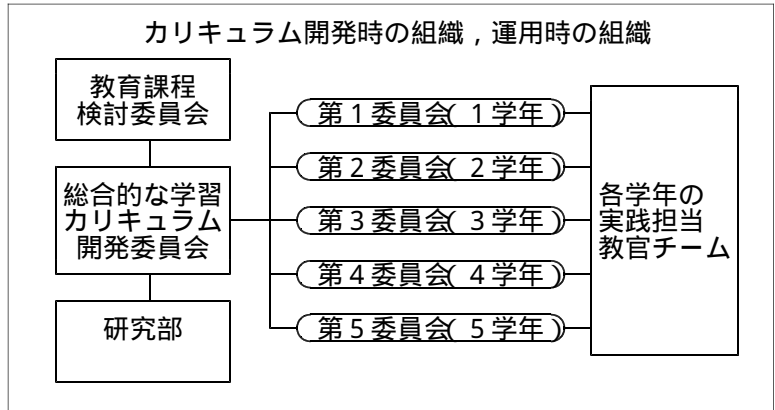 カリキュラム開発時の組織，運用時の組織
教育課程
検討委員会
総合的な学習
カリキュラム
開発委員会
研究部
第１委員会（１学年）
第２委員会（２学年）
第３委員会（３学年）
第４委員会（４学年）
第５委員会（５学年）
各学年の
実践担当
教官チーム